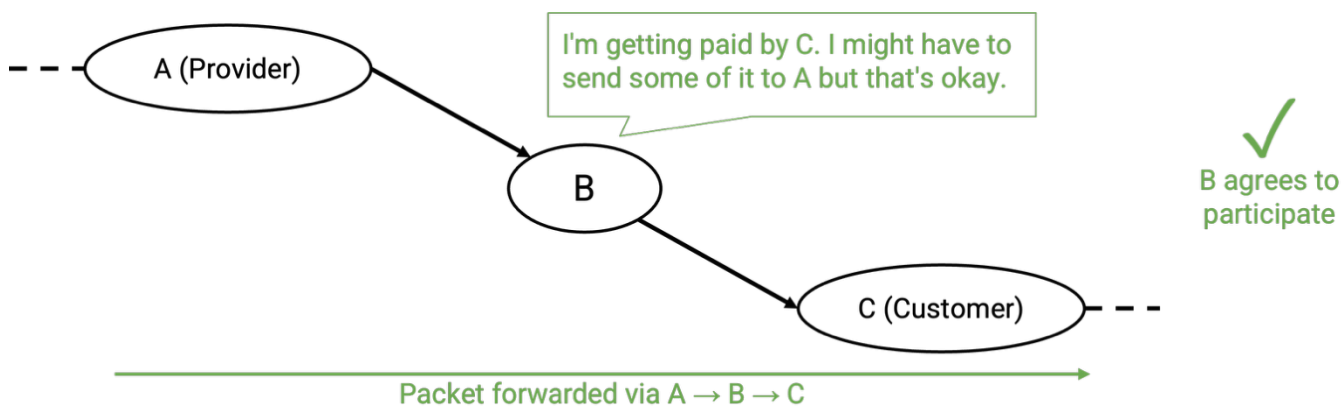 A (Provider)
I'm getting paid by C. I might have to
send some of it to A but that's okay.
B
B agrees to
participate
C (Customer)
Packet forwarded via A → B → C